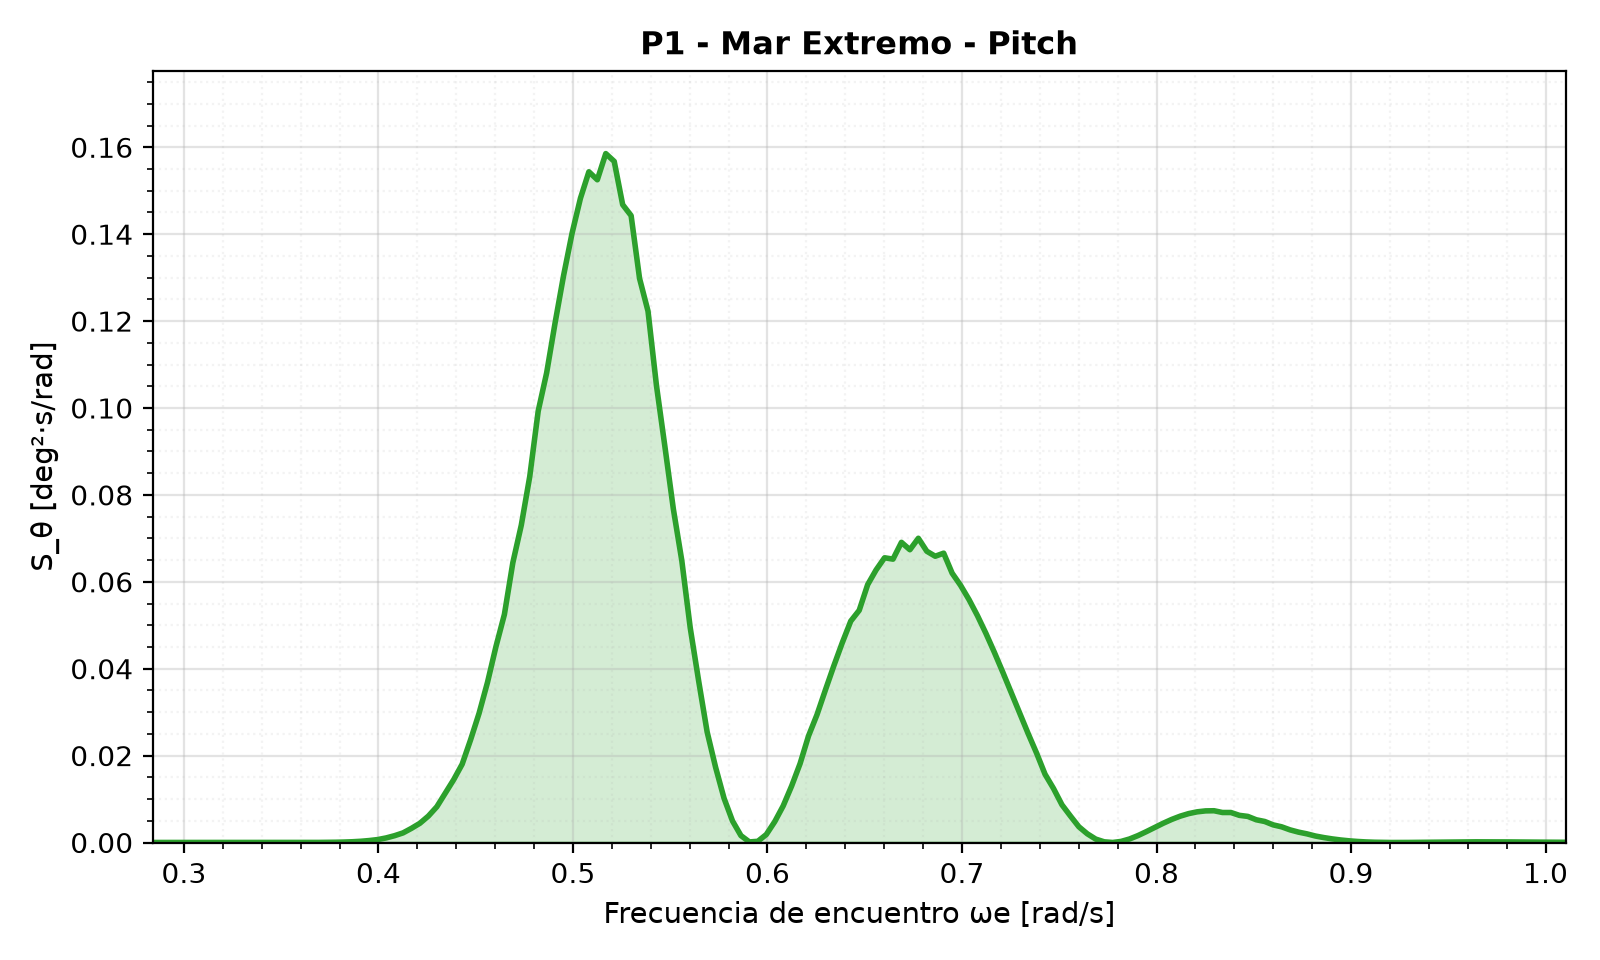 P1 - Mar Extremo - Pitch
S_θ [deg²·s/rad]
0.16
0.14
0.12
0.10
0.08
0.06
0.04
0.02
0.00
0.3 0.4 0.5 0.6 0.7 0.8 0.9 1.0
Frecuencia de encuentro ωe [rad/s]